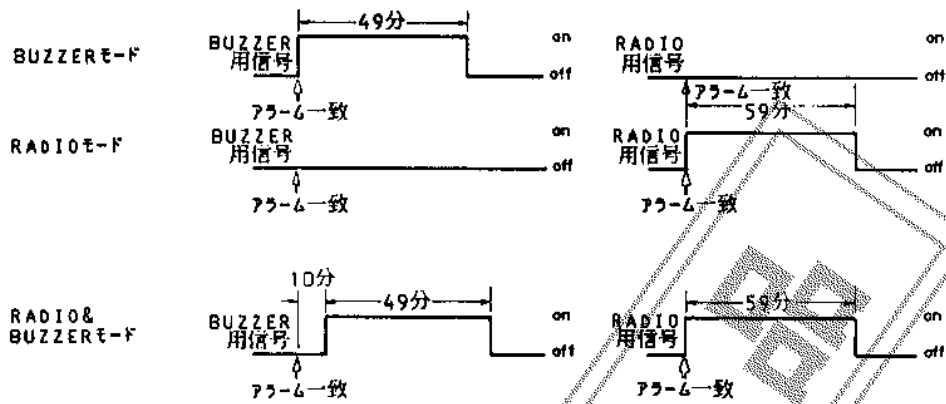 49分
BUZZERモード
BUZZER
用信号
on
off
アラーム一致
RADIO
用信号
on
off
アラーム一致
59分
RADIOモード
BUZZER
用信号
on
off
アラーム一致
RADIO
用信号
on
off
アラーム一致
10分
49分
59分
RADIO&
BUZZERモード
BUZZER
用信号
on
off
アラーム一致
RADIO
用信号
on
off
アラーム一致